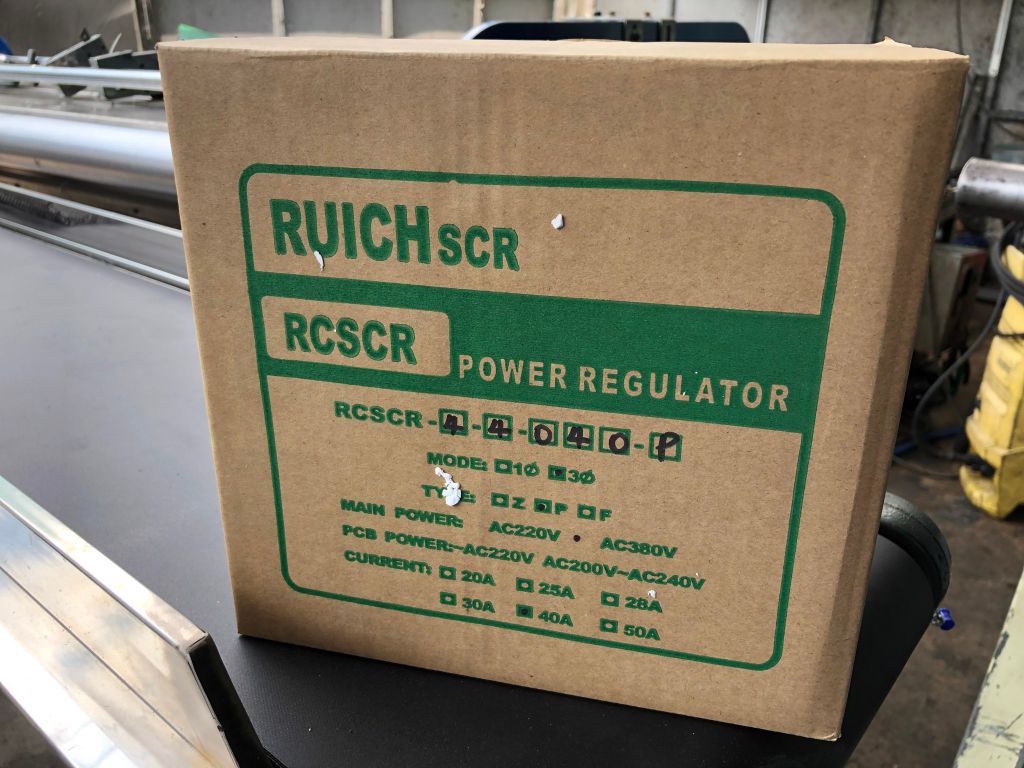 RUICH SCR
RCSCR
POWER REGULATOR
RCSCR-4-4-040-P
MODE: □1Ø ■3Ø
TYPE: □Z ■P □F
MAIN POWER: AC220V • AC380V
PCB POWER:~AC220V AC200V~AC240V
CURRENT: □20A □25A □28A
□30A ■40A □50A